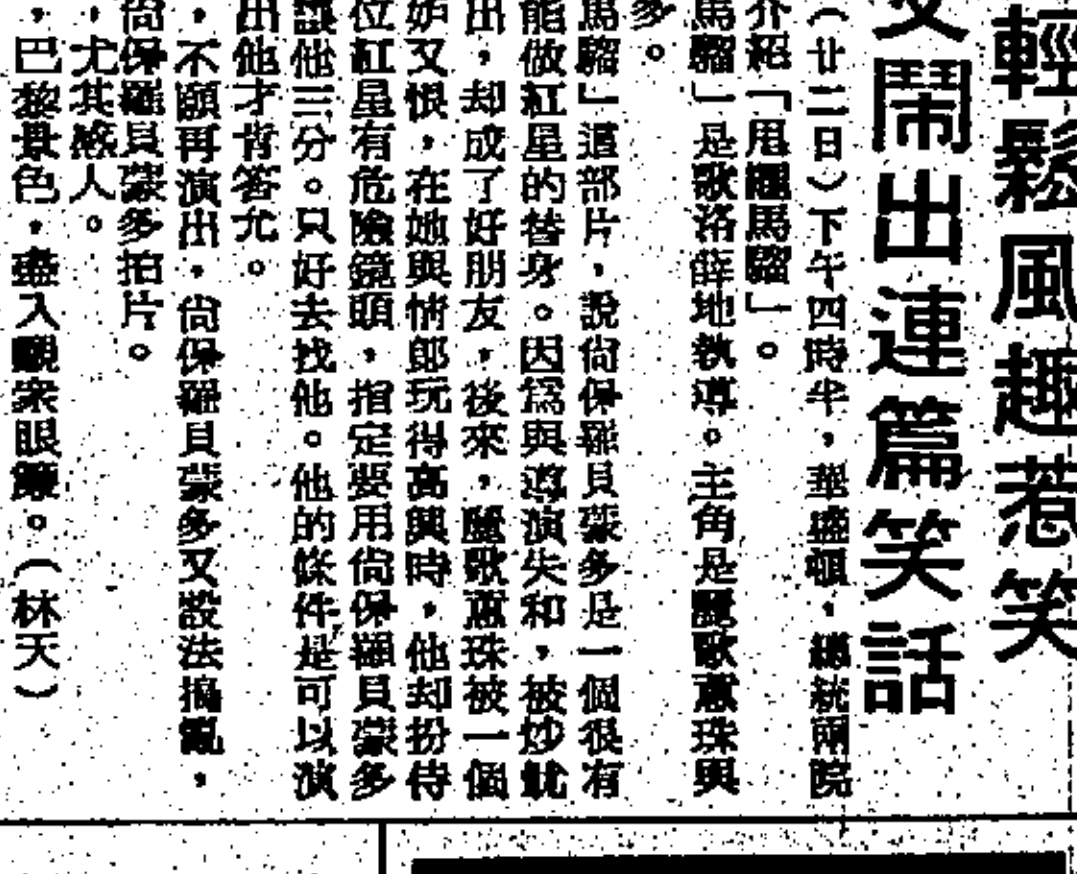 輕鬆風趣惹笑
鬧出連篇笑話
（廿二日）下午四時半，華盛頓，總統兩院
介紹「甩繩馬騮」。
馬騮」是歌洛薛地執導。主角是麗歌蕙珠與
多。
馬騮」這部片，說尙保羅貝蒙多是一個很有
能做紅星的替身。因爲與導演失和，被炒魷
出，却成了好朋友，後來，麗歌蕙珠被一個
妒又恨，在她與情郎玩得高興時，他却扮侍
位紅星有危險鏡頭，指定要用尙保羅貝蒙多
讓他三分。只好去找他。他的條件是可以演
出他才肯答允。
，不願再演出，尙保羅貝蒙多又設法搗亂，
尙保羅貝蒙多拍片。
，尤其感人。
，巴黎景色，盡入觀衆眼簾。（林天）